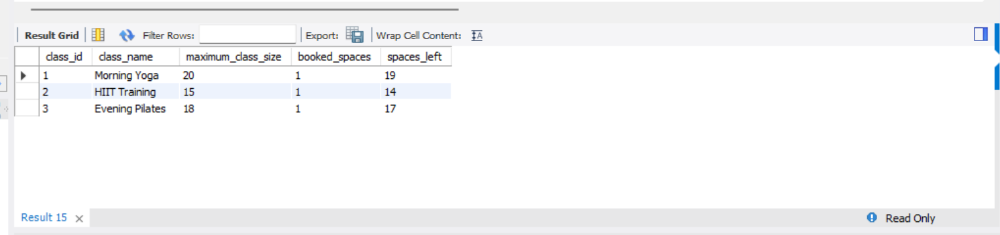 Result Grid Filter Rows: Export: Wrap Cell Content: IA
class_id class_name maximum_class_size booked_spaces spaces_left
1 Morning Yoga 20 1 19
2 HIIT Training 15 1 14
3 Evening Pilates 18 1 17
Result 15 × Read Only